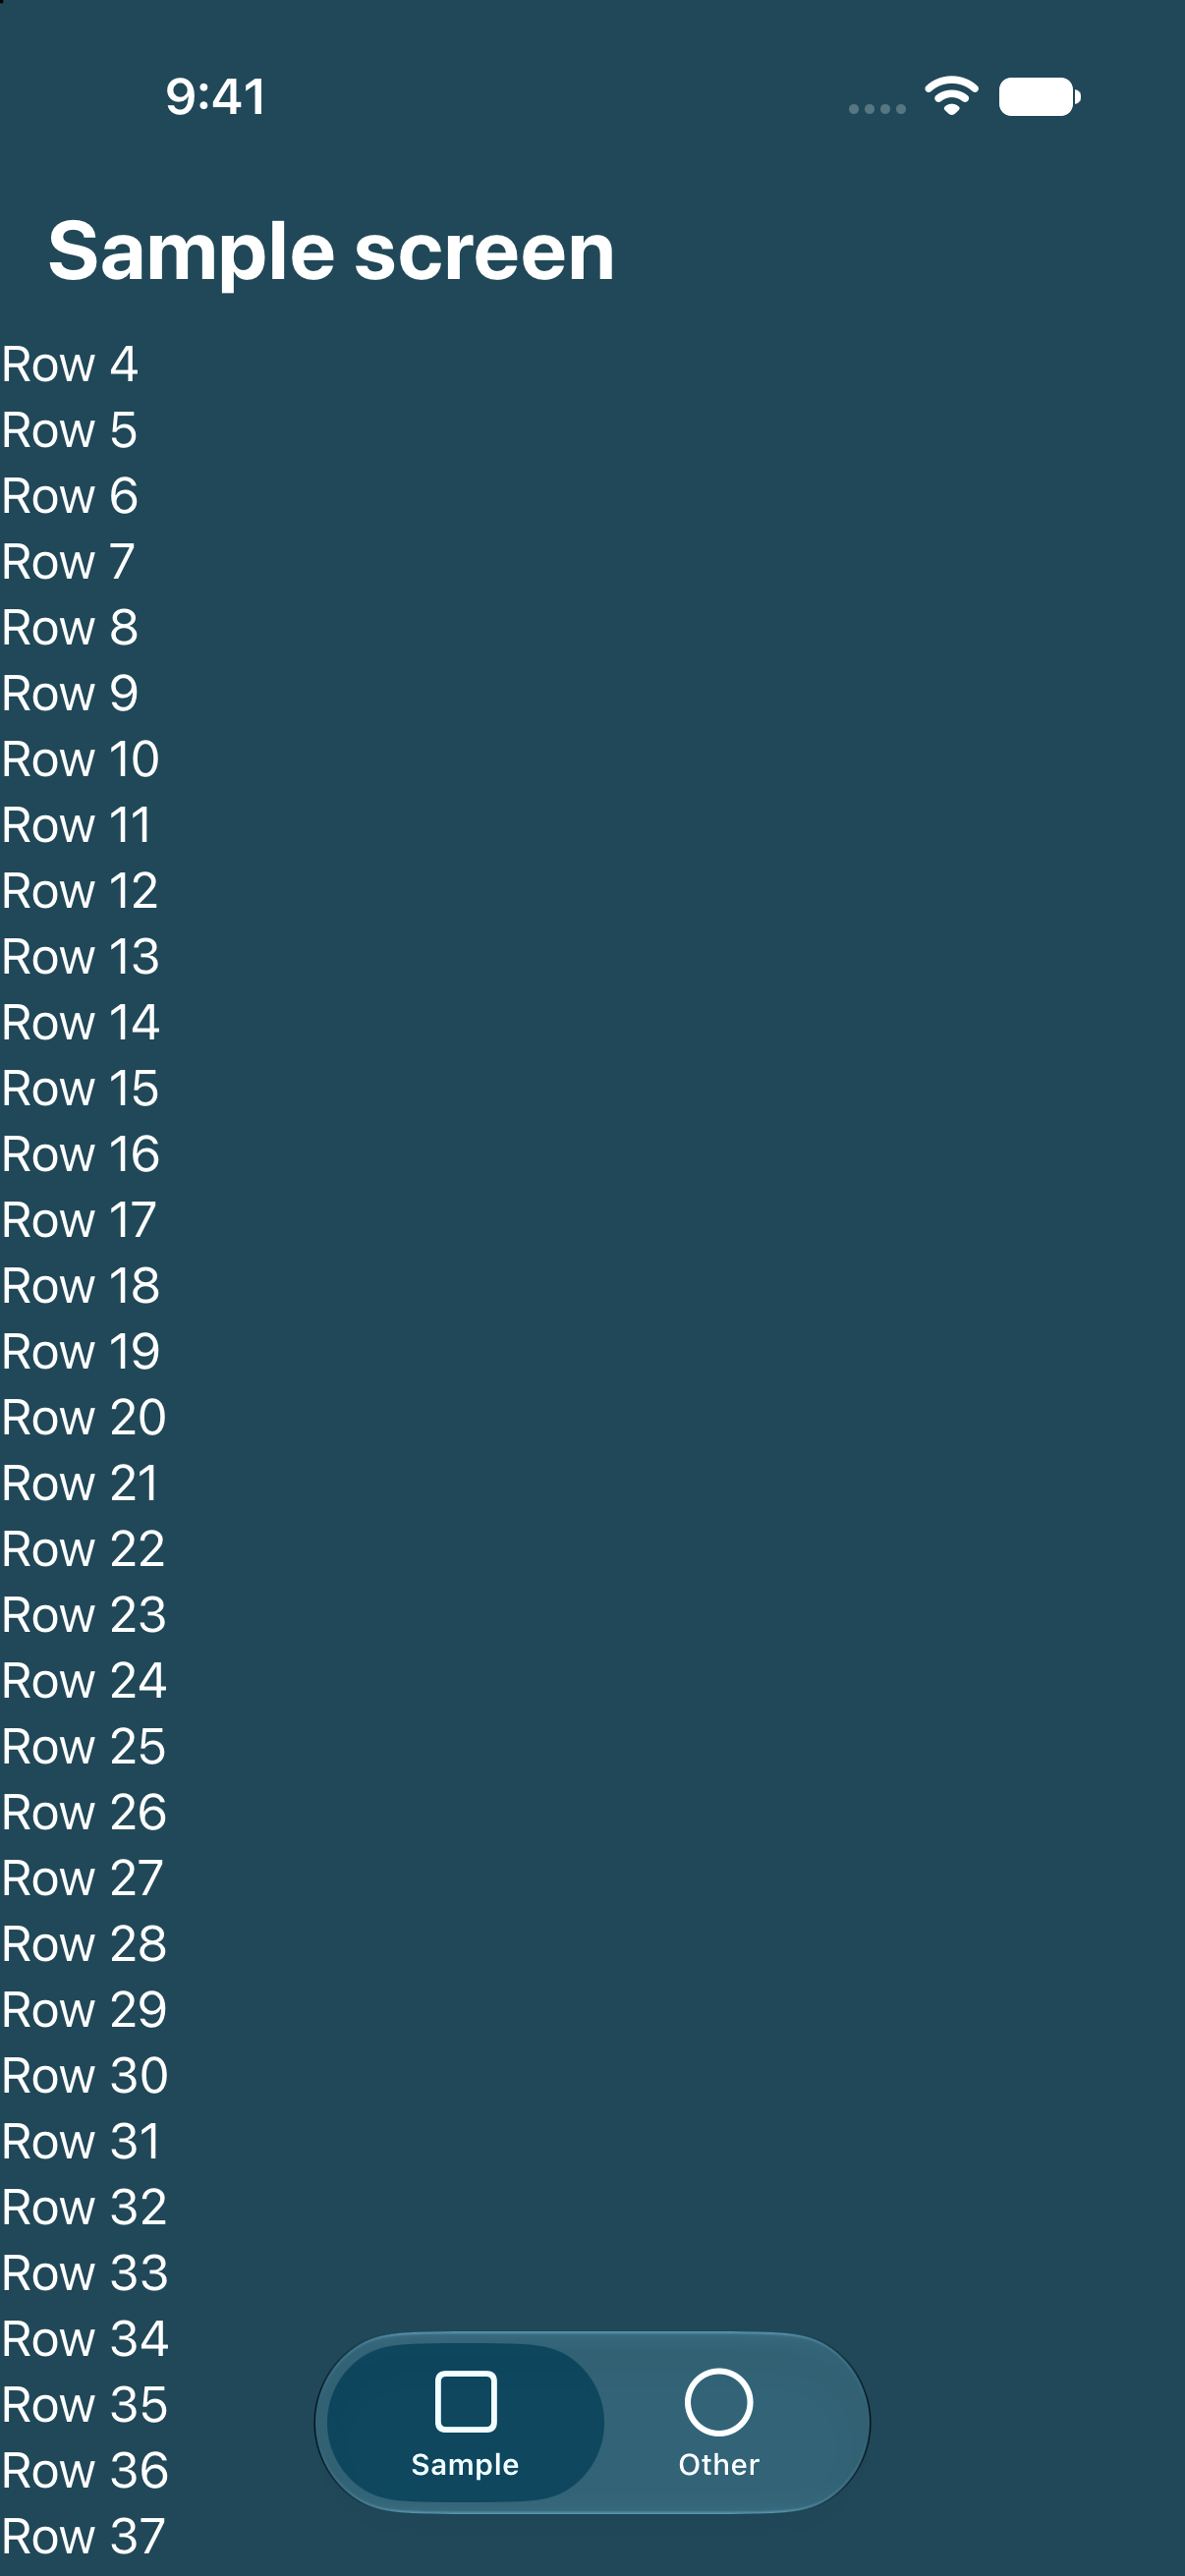 9:41
Sample screen
Row 4
Row 5
Row 6
Row 7
Row 8
Row 9
Row 10
Row 11
Row 12
Row 13
Row 14
Row 15
Row 16
Row 17
Row 18
Row 19
Row 20
Row 21
Row 22
Row 23
Row 24
Row 25
Row 26
Row 27
Row 28
Row 29
Row 30
Row 31
Row 32
Row 33
Row 34
Row 35
Row 36
Row 37
Sample Other